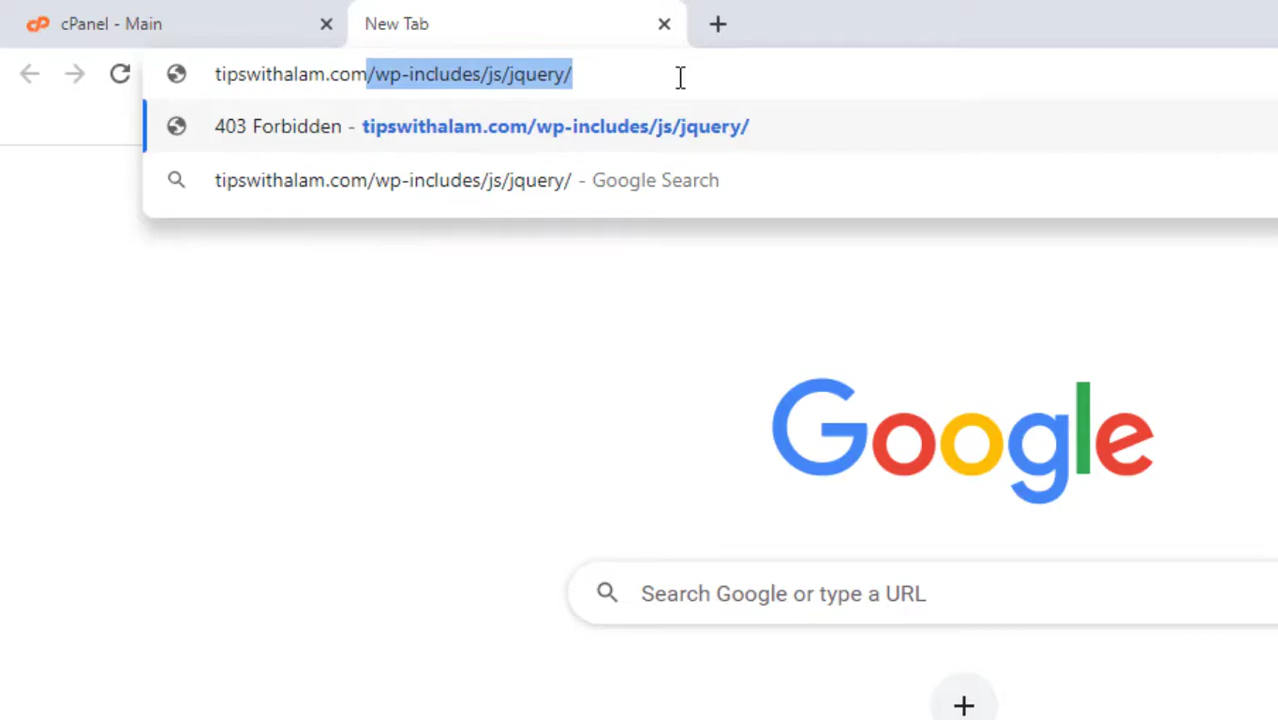 cPanel - Main
New Tab
tipswithalam.com/wp-includes/js/jquery/
403 Forbidden - tipswithalam.com/wp-includes/js/jquery/
tipswithalam.com/wp-includes/js/jquery/ - Google Search
Google
Search Google or type a URL